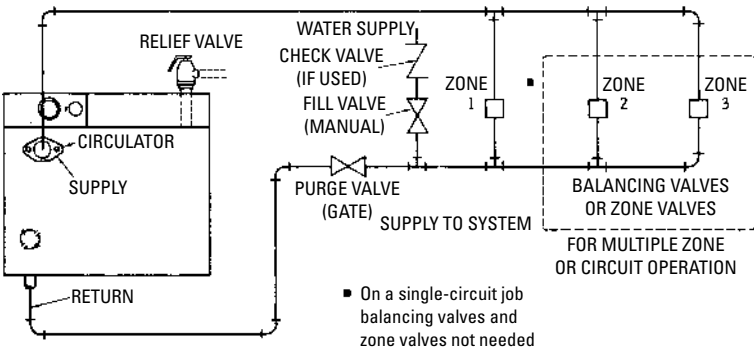 WATER SUPPLY
RELIEF VALVE
CHECK VALVE
(IF USED)
FILL VALVE
(MANUAL)
ZONE
1
ZONE
2
ZONE
3
CIRCULATOR
SUPPLY
PURGE VALVE
(GATE)
SUPPLY TO SYSTEM
BALANCING VALVES
OR ZONE VALVES
FOR MULTIPLE ZONE
OR CIRCUIT OPERATION
RETURN
▪ On a single-circuit job
balancing valves and
zone valves not needed